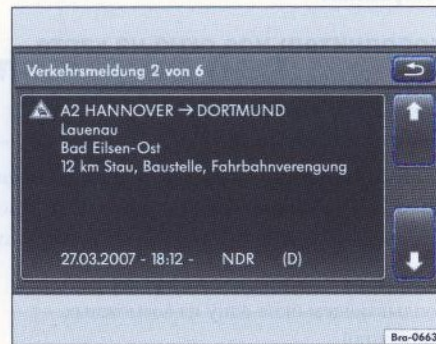 Verkehrsmeldung 2 von 6
A2 HANNOVER → DORTMUND
Lauenau
Bad Eilsen-Ost
12 km Stau, Baustelle, Fahrbahnverengung
27.03.2007 - 18:12 - NDR (D)
Bra-0663